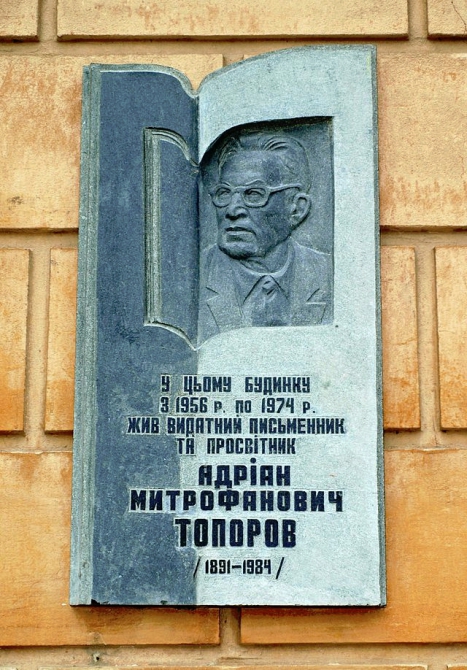 У ЦЬОМУ БУДИНКУ
З 1956 Р. ПО 1974 Р.
ЖИВ ВИДАТНИЙ ПИСЬМЕННИК
ТА ПРОСВІТНИК
АДРІАН
МИТРОФАНОВИЧ
ТОПОРОВ
/1891-1984/